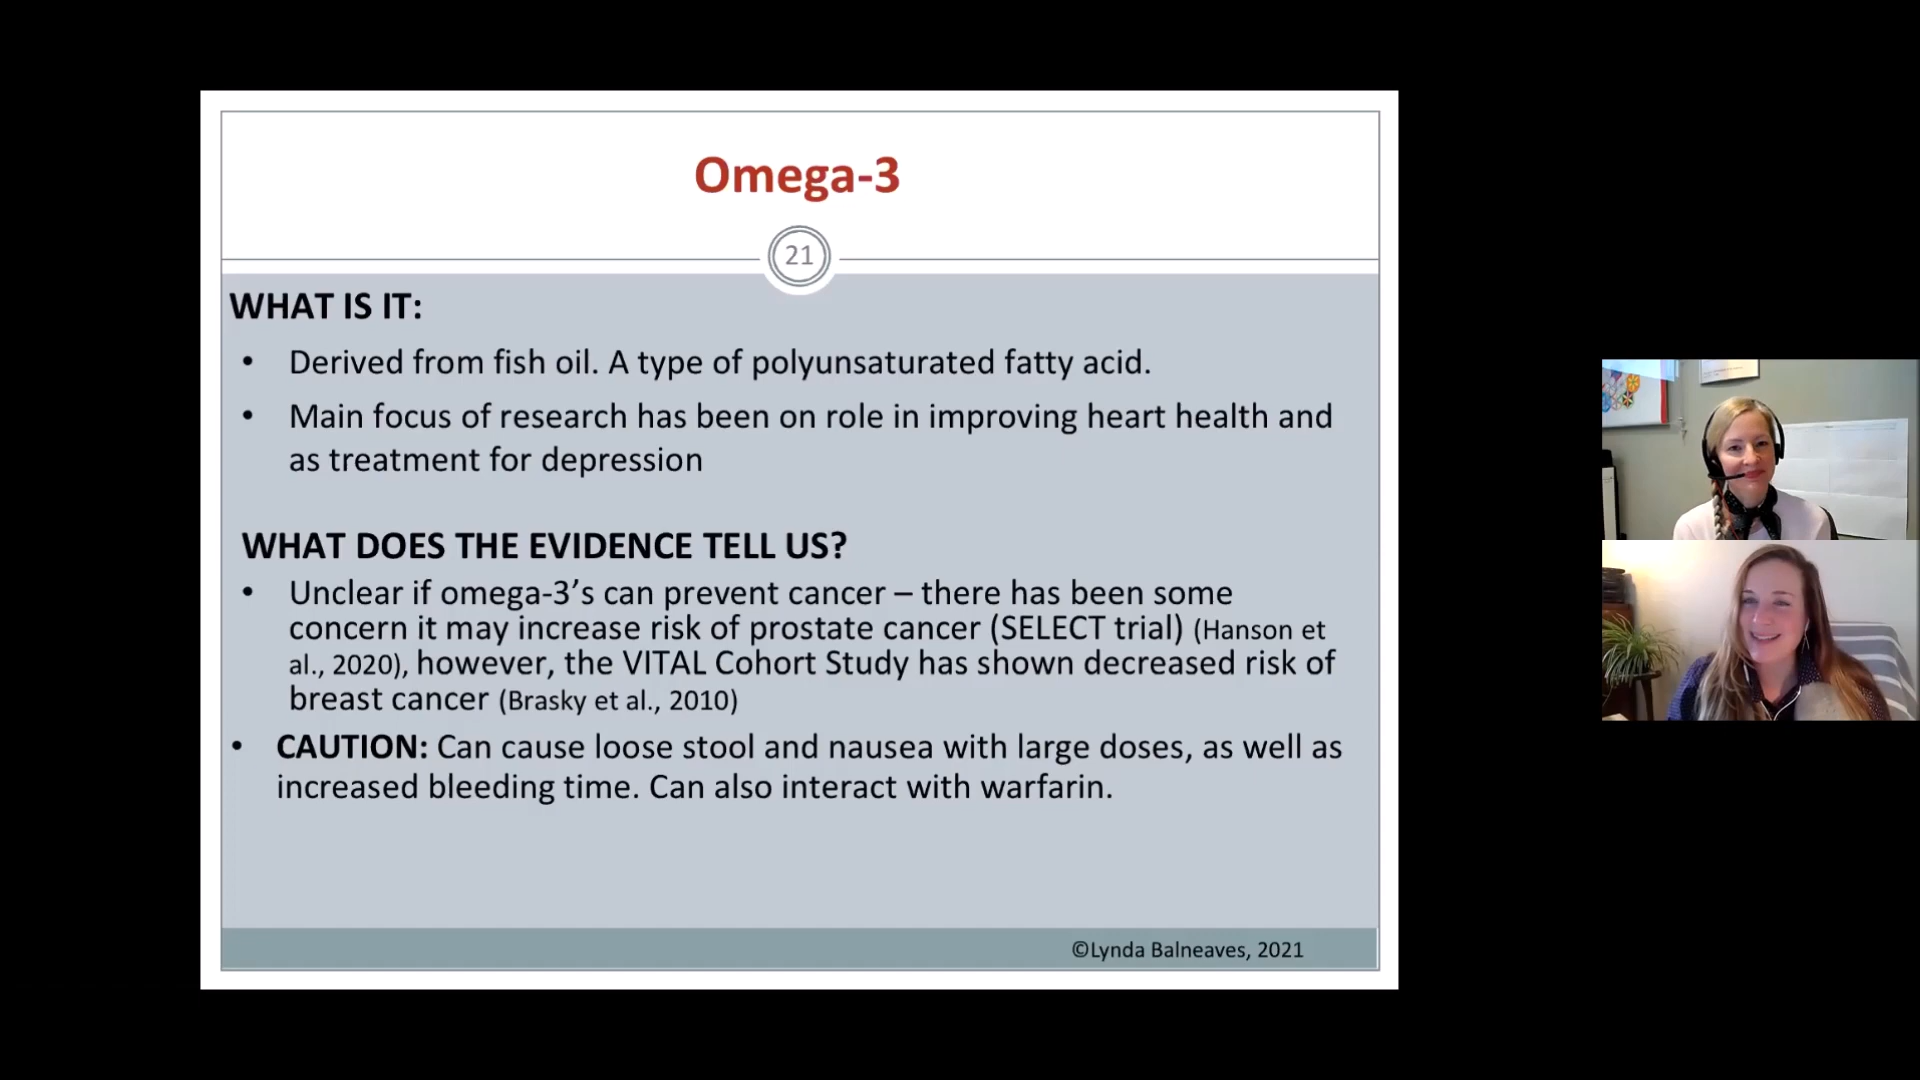 Omega-3
21
WHAT IS IT:
• Derived from fish oil. A type of polyunsaturated fatty acid.
• Main focus of research has been on role in improving heart health and
as treatment for depression
WHAT DOES THE EVIDENCE TELL US?
• Unclear if omega-3’s can prevent cancer – there has been some
concern it may increase risk of prostate cancer (SELECT trial) (Hanson et
al., 2020), however, the VITAL Cohort Study has shown decreased risk of
breast cancer (Brasky et al., 2010)
• CAUTION: Can cause loose stool and nausea with large doses, as well as
increased bleeding time. Can also interact with warfarin.
©Lynda Balneaves, 2021